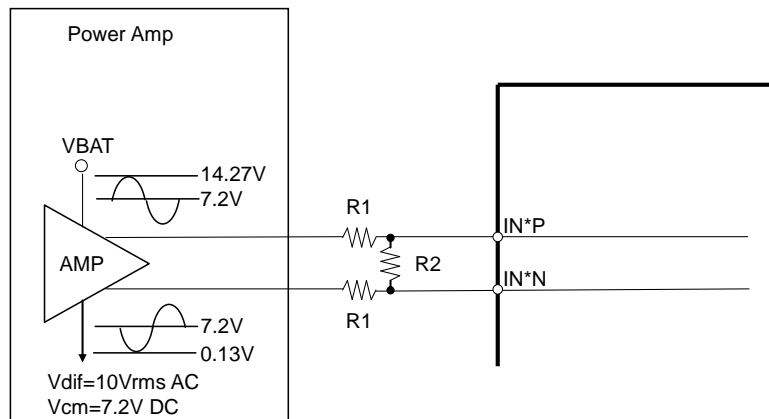 Power Amp
VBAT
14.27V
7.2V
R1
IN*P
AMP
R2
IN*N
R1
7.2V
0.13V
Vdif=10Vrms AC
Vcm=7.2V DC